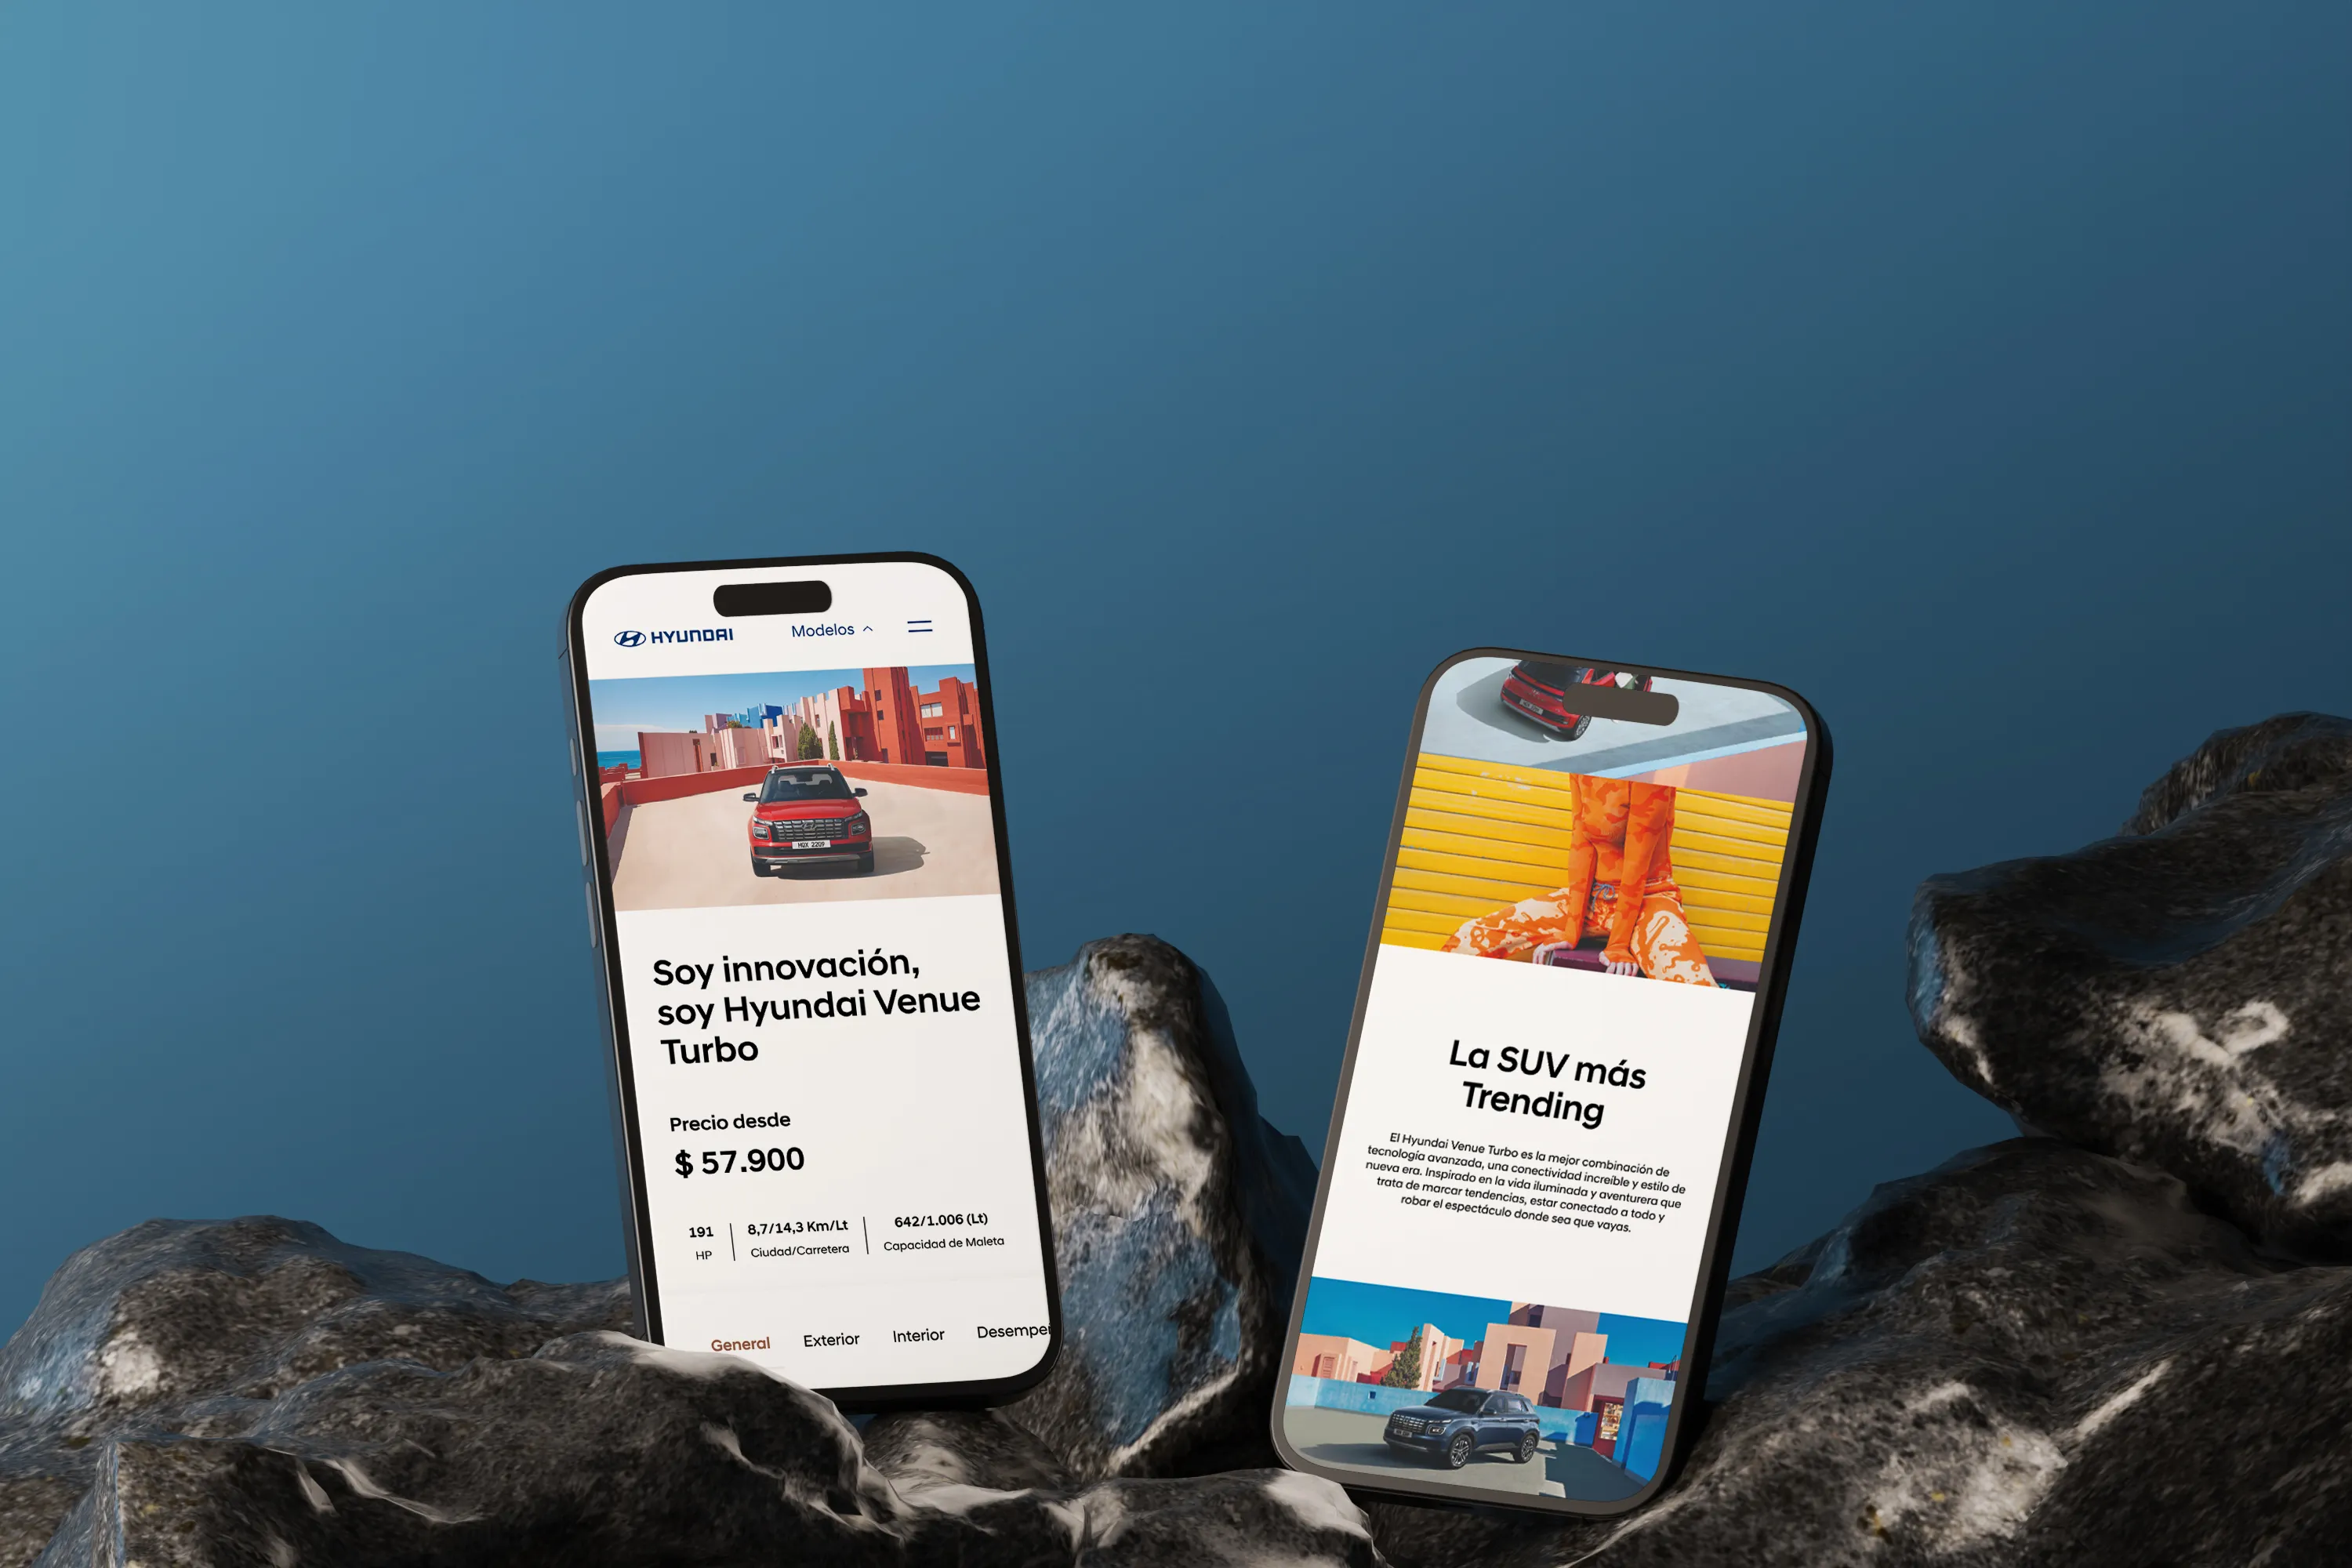 HYUNDAI
Modelos
HQX 2209
Soy innovación,
soy Hyundai Venue
Turbo
Precio desde
$ 57.900
191
HP
8,7/14,3 Km/Lt
Ciudad/Carretera
642/1.006 (Lt)
Capacidad de Maleta
General Exterior Interior Desempeñ
La SUV más
Trending
El Hyundai Venue Turbo es la mejor combinación de
tecnología avanzada, una conectividad increíble y estilo de
nueva era. Inspirado en la vida iluminada y aventurera que
trata de marcar tendencias, estar conectado a todo y
robar el espectáculo donde sea que vayas.